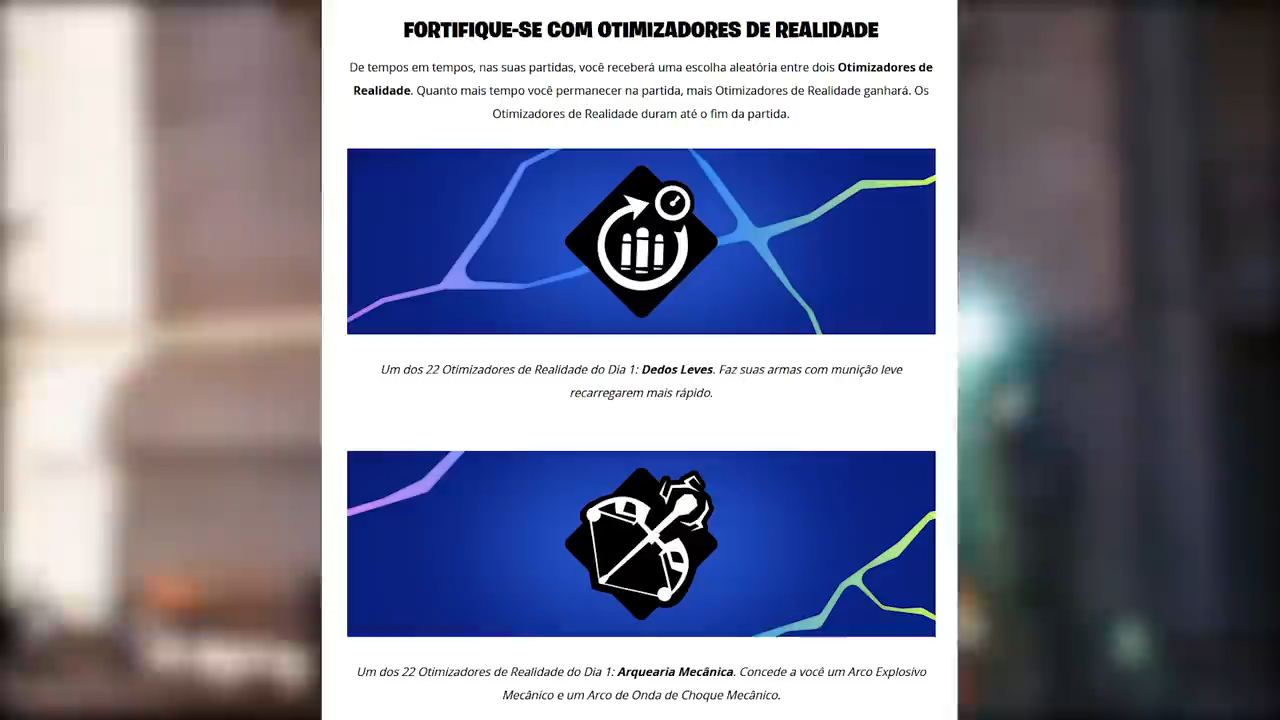 FORTIFIQUE-SE COM OTIMIZADORES DE REALIDADE
De tempos em tempos, nas suas partidas, você receberá uma escolha aleatória entre dois Otimizadores de
Realidade. Quanto mais tempo você permanecer na partida, mais Otimizadores de Realidade ganhará. Os
Otimizadores de Realidade duram até o fim da partida.
Um dos 22 Otimizadores de Realidade do Dia 1: Dedos Leves. Faz suas armas com munição leve
recarregarem mais rápido.
Um dos 22 Otimizadores de Realidade do Dia 1: Arquearia Mecânica. Concede a você um Arco Explosivo
Mecânico e um Arco de Onda de Choque Mecânico.